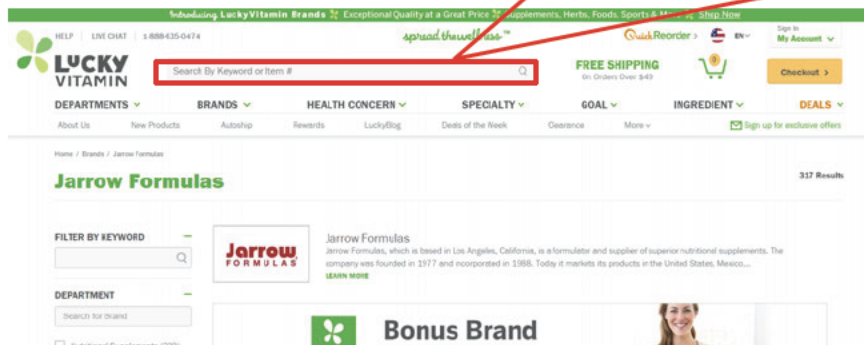 Introducing LuckyVitamin Brands Exceptional Quality at a Great Price Supplements, Herbs, Foods, Sports & Shop Now
HELP LIVE CHAT 1-888-635-0474
spread the wellness ™
QuickReorder >
EN
Sign In
My Account
LUCKY
VITAMIN
Search By Keyword or Item #
FREE SHIPPING
On Orders Over $49
0
Checkout >
DEPARTMENTS BRANDS HEALTH CONCERN SPECIALTY GOAL INGREDIENT DEALS
About Us New Products Autoship Rewards LuckyBlog Deals of the Week Clearance More Sign up for exclusive offers
Home / Brands / Jarrow Formulas
Jarrow Formulas
317 Results
FILTER BY KEYWORD
Jarrow
FORMULAS
Jarrow Formulas
Jarrow Formulas, which is based in Los Angeles, California, is a formulator and supplier of superior nutritional supplements. The
company was founded in 1977 and incorporated in 1988. Today it markets its products in the United States, Mexico...
LEARN MORE
DEPARTMENT
Search for Brand
Bonus Brand